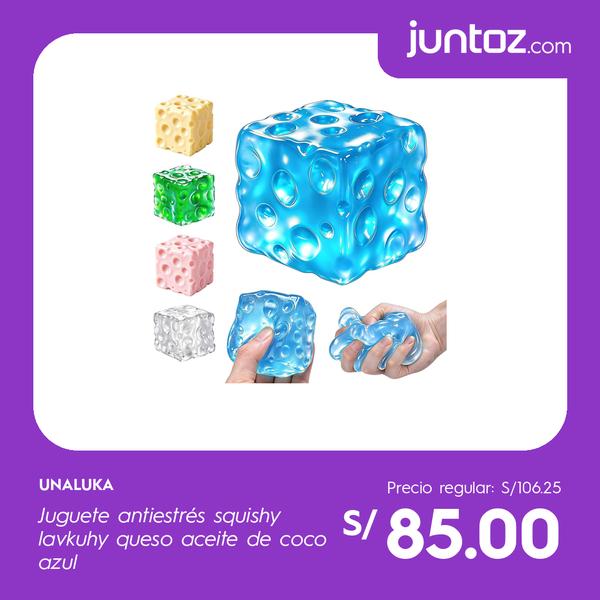 juntoz.com
UNALUKA
Juguete antiestrés squishy
lavkuhy queso aceite de coco
azul
Precio regular: S/106.25
S/85.00